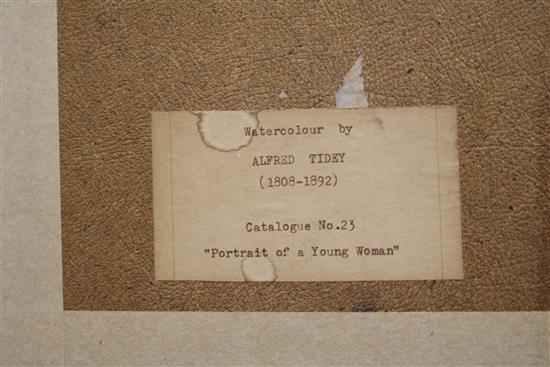 Watercolour by
ALFRED TIDEY
(1808-1892)
Catalogue No.23
"Portrait of a Young Woman"